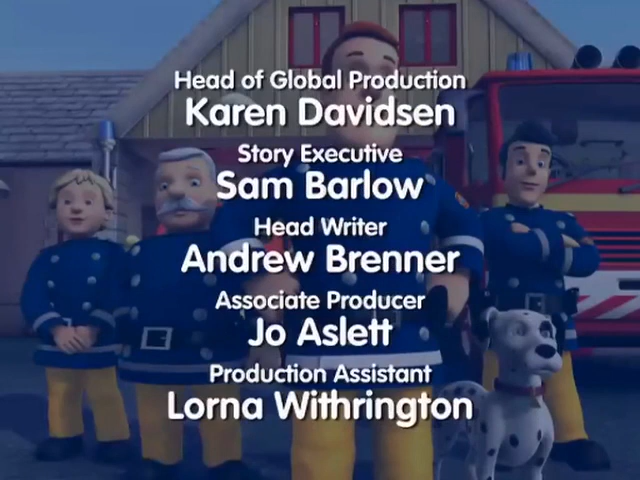 Head of Global Production
Karen Davidsen
Story Executive
Sam Barlow
Head Writer
Andrew Brenner
Associate Producer
Jo Aslett
Production Assistant
Lorna Withrington